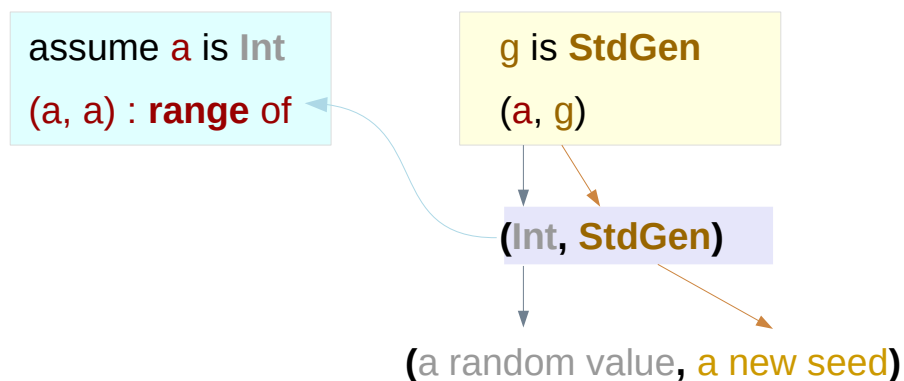 assume a is Int
(a, a) : range of
g is StdGen
(a, g)
(Int, StdGen)
(a random value, a new seed)